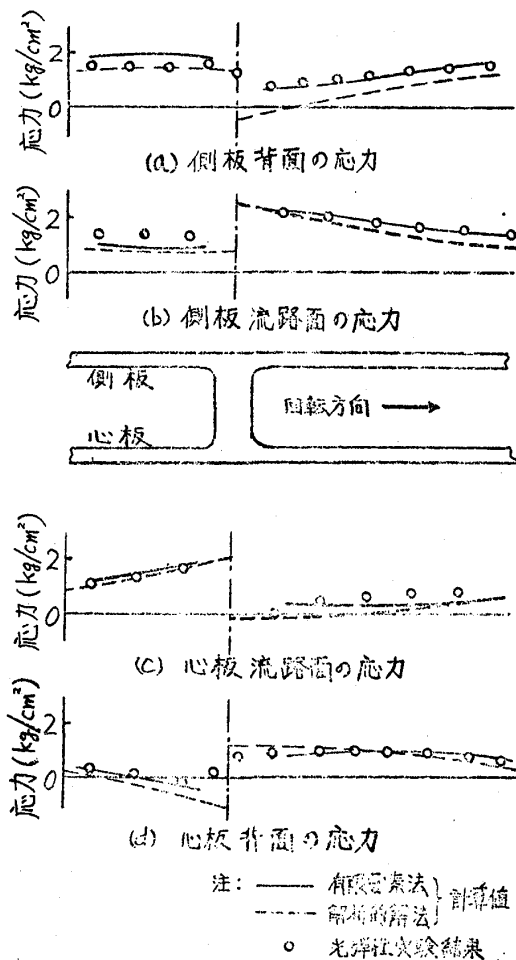 応力(kg/cm²)
2
0
(a) 側板背面の応力
応力(kg/cm²)
2
0
(b) 側板流路面の応力
側板
回転方向
心板
応力(kg/cm²)
2
0
(c) 心板流路面の応力
応力(kg/cm²)
2
0
(d) 心板背面の応力
注: 有限要素法
解析的解法
計算値
光弾性実験結果